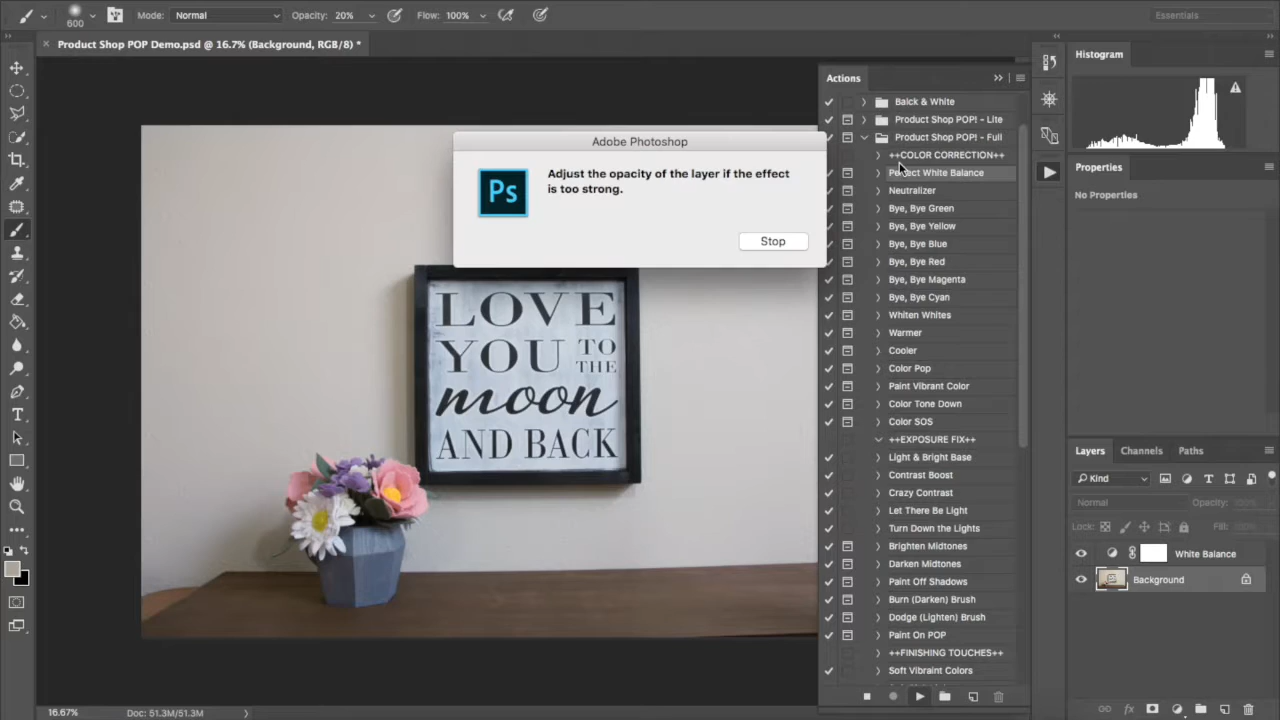 600
Mode:
Normal
Opacity:
20%
Flow:
100%
Essentials
Product Shop POP Demo.psd @ 16.7% (Background, RGB/8) *
Actions
Balck & White
Product Shop POP! - Lite
Product Shop POP! - Full
++COLOR CORRECTION++
Perfect White Balance
Neutralizer
Bye, Bye Green
Bye, Bye Yellow
Bye, Bye Blue
Bye, Bye Red
Bye, Bye Magenta
Bye, Bye Cyan
Whiten Whites
Warmer
Cooler
Color Pop
Paint Vibrant Color
Color Tone Down
Color SOS
++EXPOSURE FIX++
Light & Bright Base
Contrast Boost
Crazy Contrast
Let There Be Light
Turn Down the Lights
Brighten Midtones
Darken Midtones
Paint Off Shadows
Burn (Darken) Brush
Dodge (Lighten) Brush
Paint On POP
++FINISHING TOUCHES++
Soft Vibraint Colors
Adobe Photoshop
Ps
Adjust the opacity of the layer if the effect
is too strong.
Stop
LOVE
YOU TO
THE
moon
AND BACK
Histogram
Properties
No Properties
Layers
Channels
Paths
Kind
Normal
Opacity:
100%
Lock:
Fill:
White Balance
Background
fx
16.67%
Doc: 51.3M/51.3M